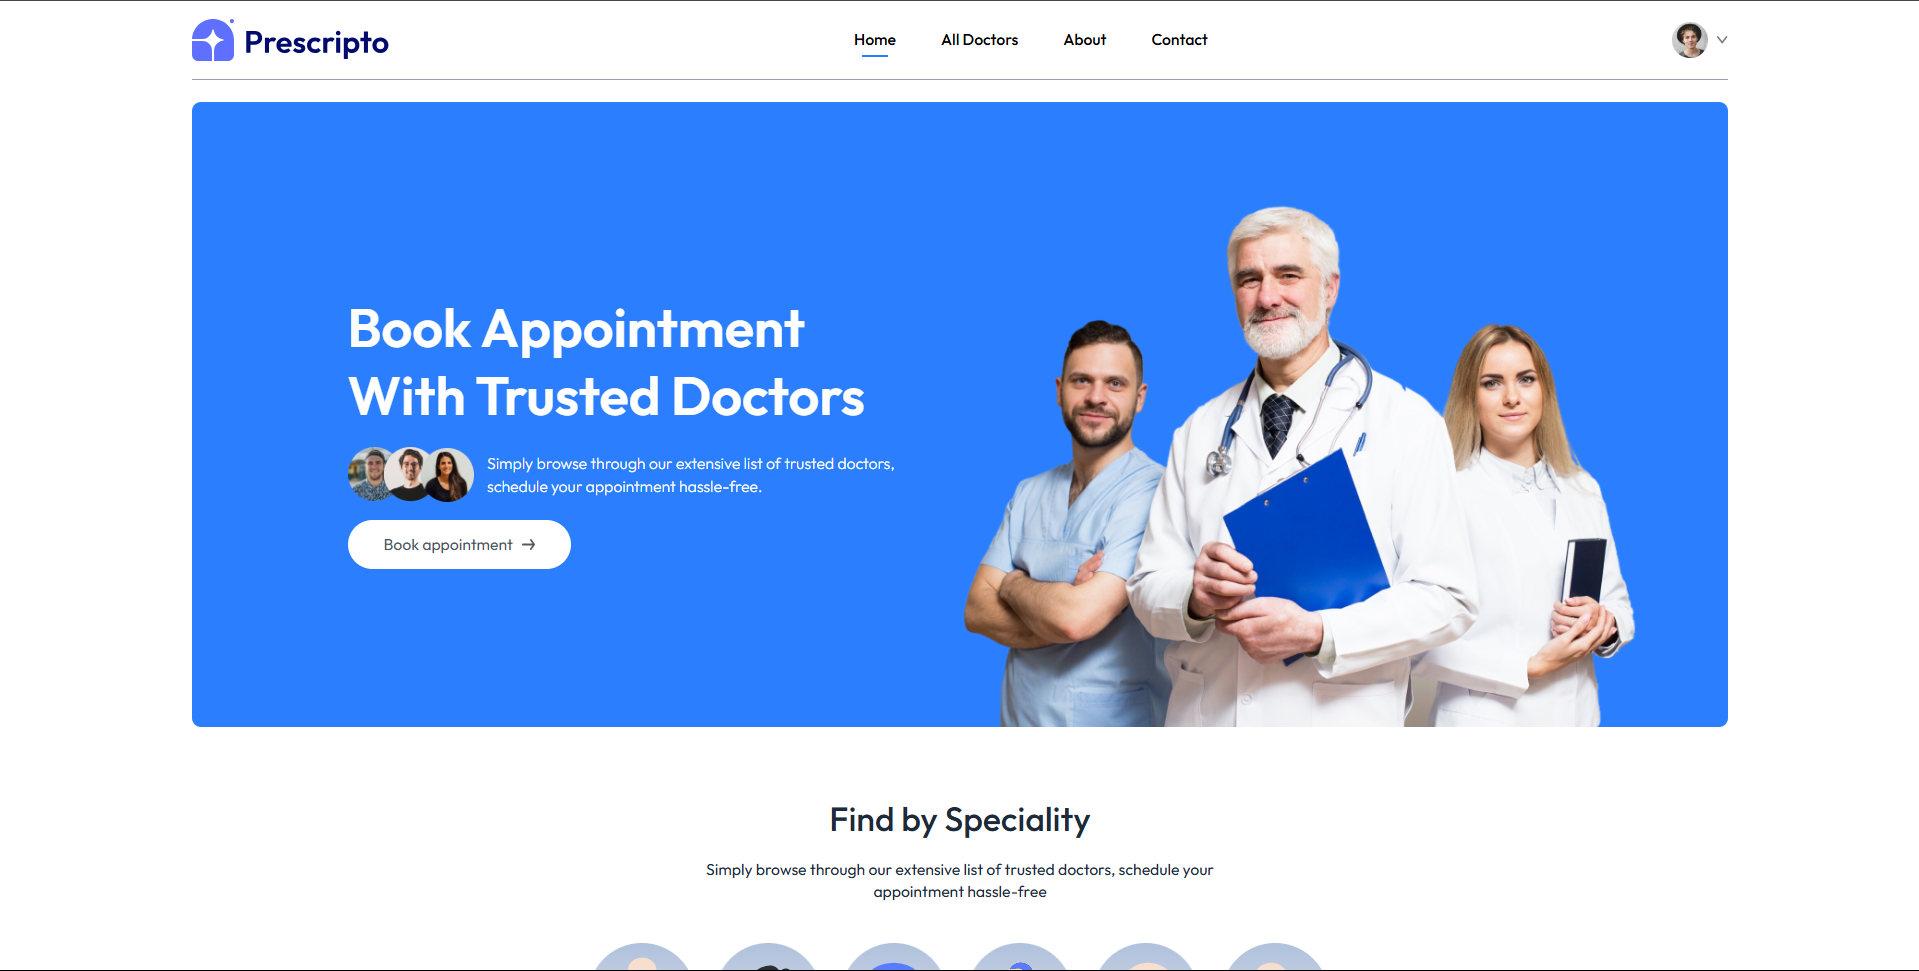 Prescripto
Home
All Doctors
About
Contact
Book Appointment
With Trusted Doctors
Simply browse through our extensive list of trusted doctors,
schedule your appointment hassle-free.
Book appointment →
Find by Speciality
Simply browse through our extensive list of trusted doctors, schedule your
appointment hassle-free